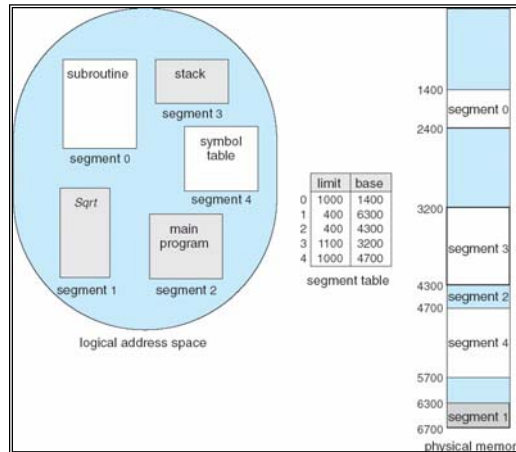 subroutine
segment 0
stack
segment 3
symbol
table
segment 4
Sqrt
segment 1
main
program
segment 2
logical address space
limit base
0 1000 1400
1 400 6300
2 400 4300
3 1100 3200
4 1000 4700
segment table
1400
segment 0
2400
3200
segment 3
4300
segment 2
4700
segment 4
5700
6300
segment 1
6700
physical memor